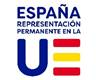 ESPAÑA
REPRESENTACIÓN
PERMANENTE EN LA
UE